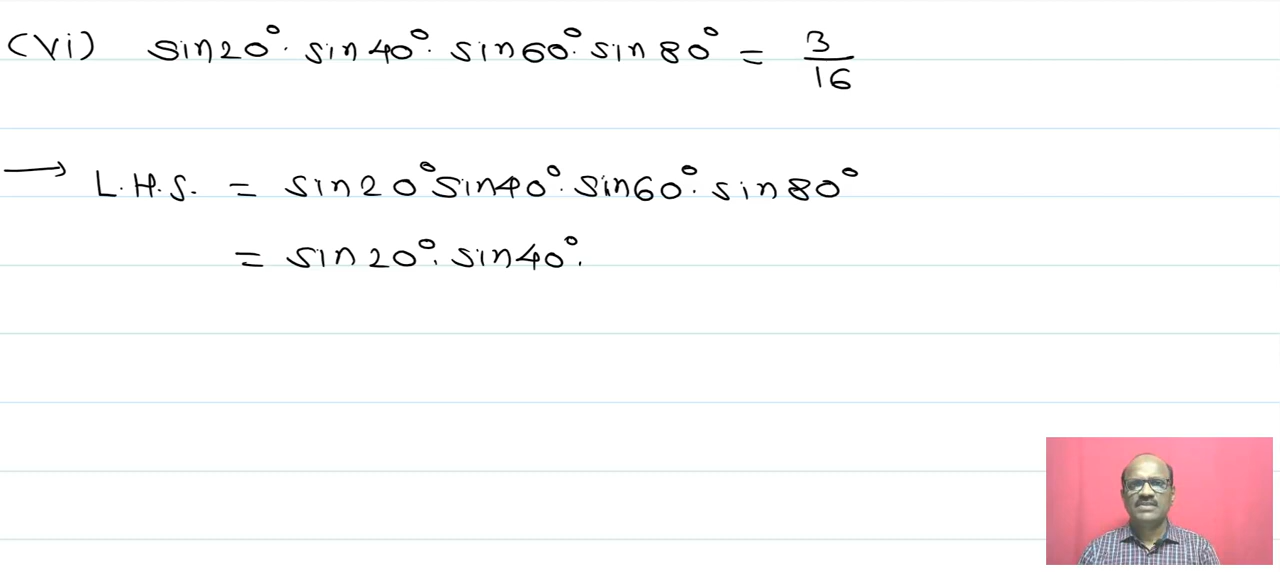 (vi) sin20°. sin40°. sin60°. sin80° = 3/16
→ L.H.S. = sin20° sin40°. sin60°. sin80°
= sin20°. sin40°.